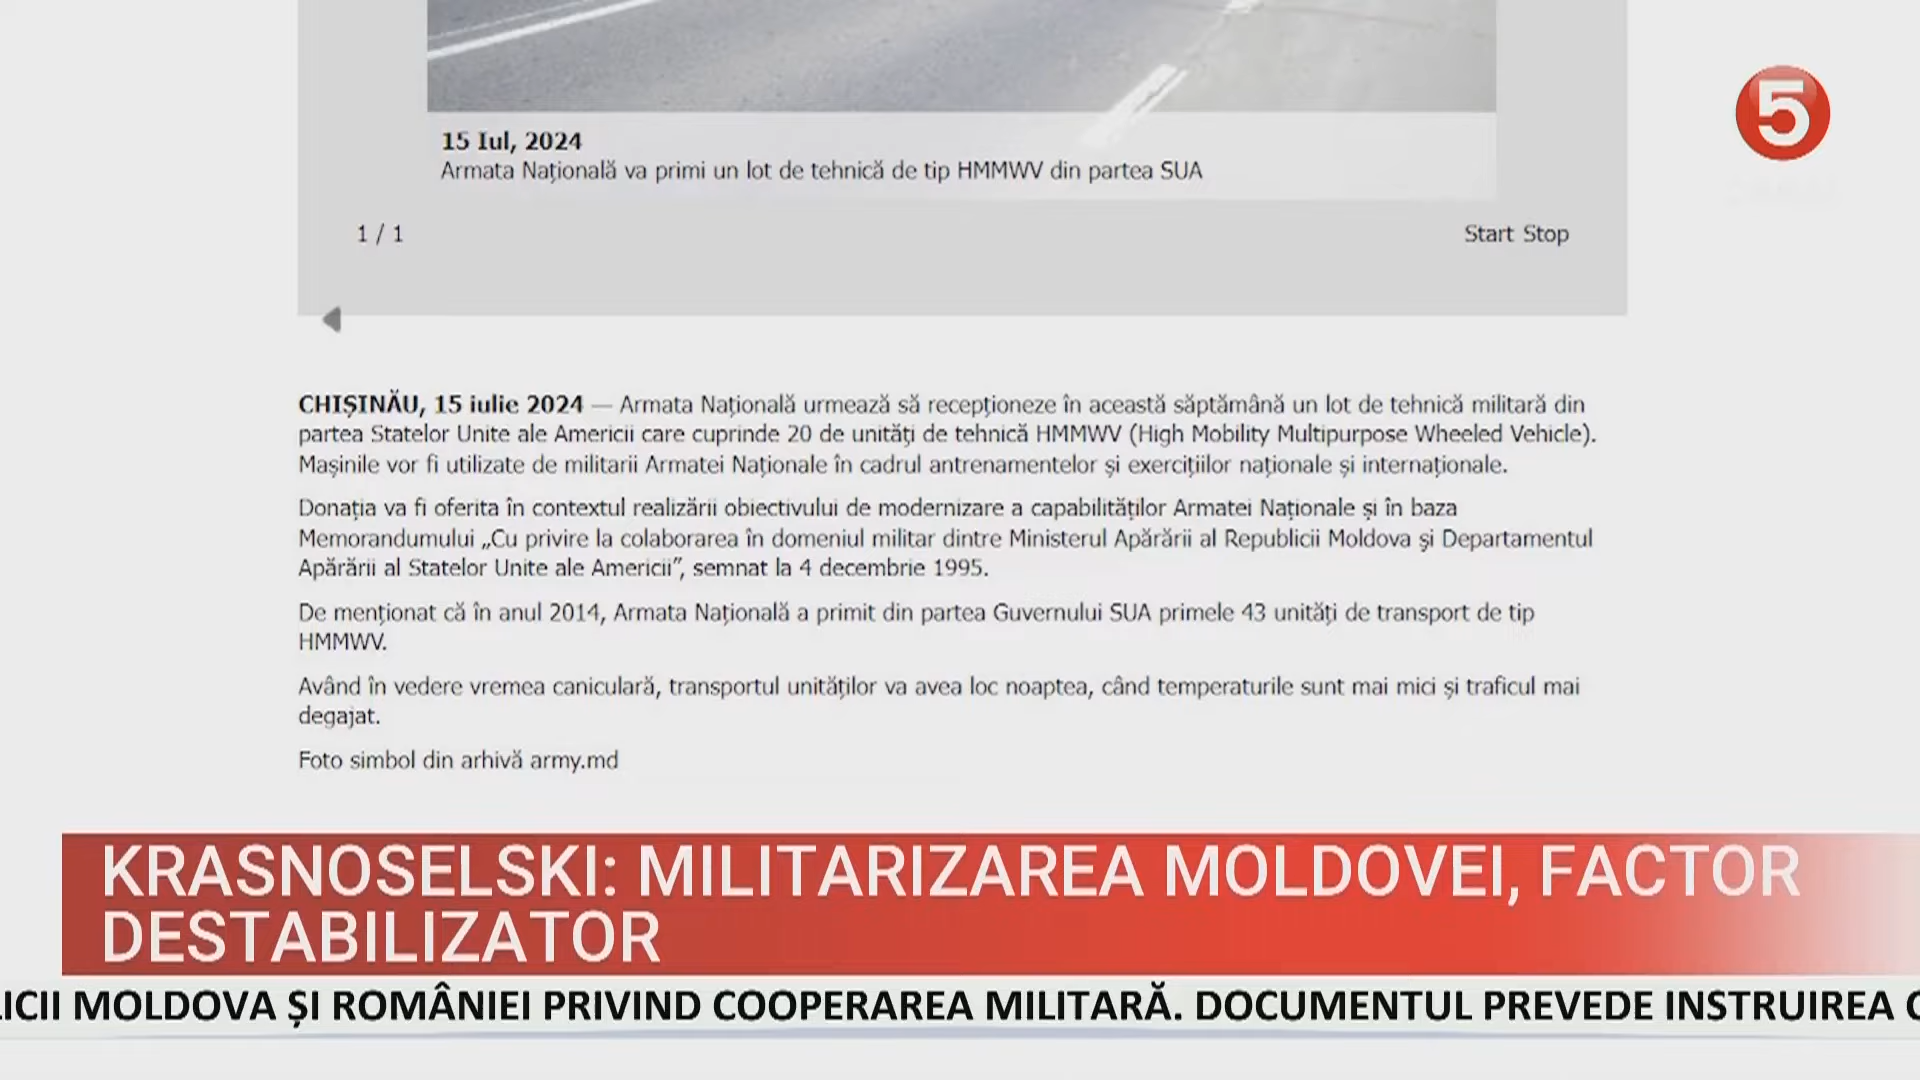 5
15 Iul, 2024
Armata Națională va primi un lot de tehnică de tip HMMWV din partea SUA
1 / 1
Start Stop
CHIȘINĂU, 15 iulie 2024 — Armata Națională urmează să recepționeze în această săptămână un lot de tehnică militară din
partea Statelor Unite ale Americii care cuprinde 20 de unități de tehnică HMMWV (High Mobility Multipurpose Wheeled Vehicle).
Mașinile vor fi utilizate de militarii Armatei Naționale în cadrul antrenamentelor și exercițiilor naționale și internaționale.
Donația va fi oferita în contextul realizării obiectivului de modernizare a capabilităților Armatei Naționale și în baza
Memorandumului „Cu privire la colaborarea în domeniul militar dintre Ministerul Apărării al Republicii Moldova și Departamentul
Apărării al Statelor Unite ale Americii”, semnat la 4 decembrie 1995.
De menționat că în anul 2014, Armata Națională a primit din partea Guvernului SUA primele 43 unități de transport de tip
HMMWV.
Având în vedere vremea caniculară, transportul unităților va avea loc noaptea, când temperaturile sunt mai mici și traficul mai
degajat.
Foto simbol din arhivă army.md
KRASNOSELSKI: MILITARIZAREA MOLDOVEI, FACTOR
DESTABILIZATOR
LICII MOLDOVA ȘI ROMÂNIEI PRIVIND COOPERAREA MILITARĂ. DOCUMENTUL PREVEDE INSTRUIREA